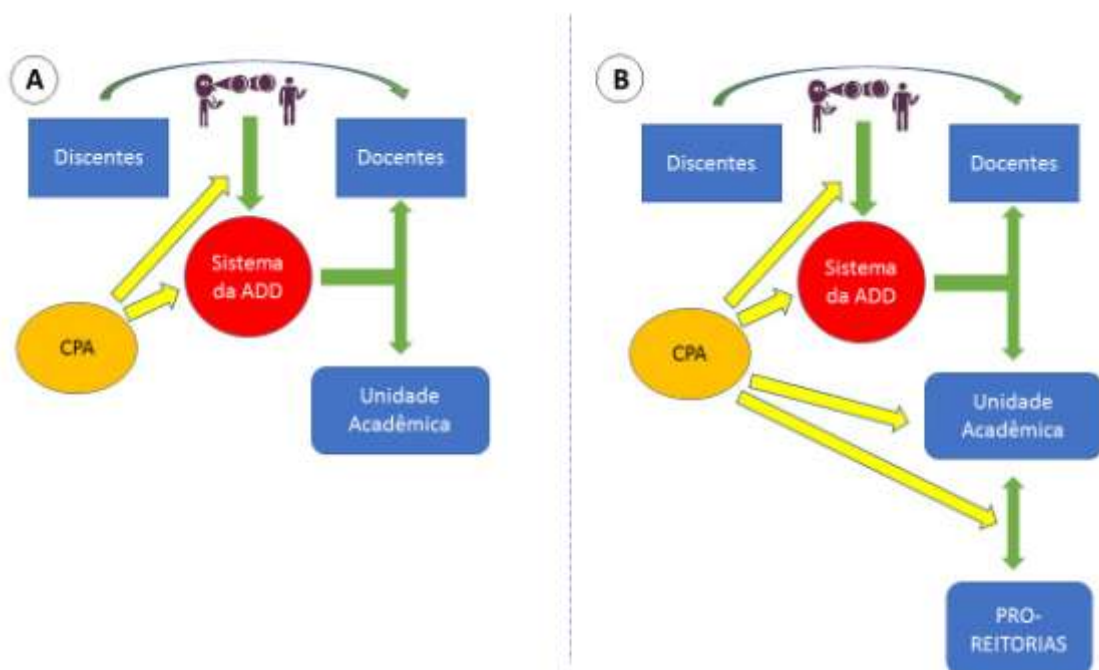 A
Discentes
Docentes
Sistema
da ADD
CPA
Unidade
Acadêmica
B
Discentes
Docentes
Sistema
da ADD
CPA
Unidade
Acadêmica
PRO-
REITORIAS